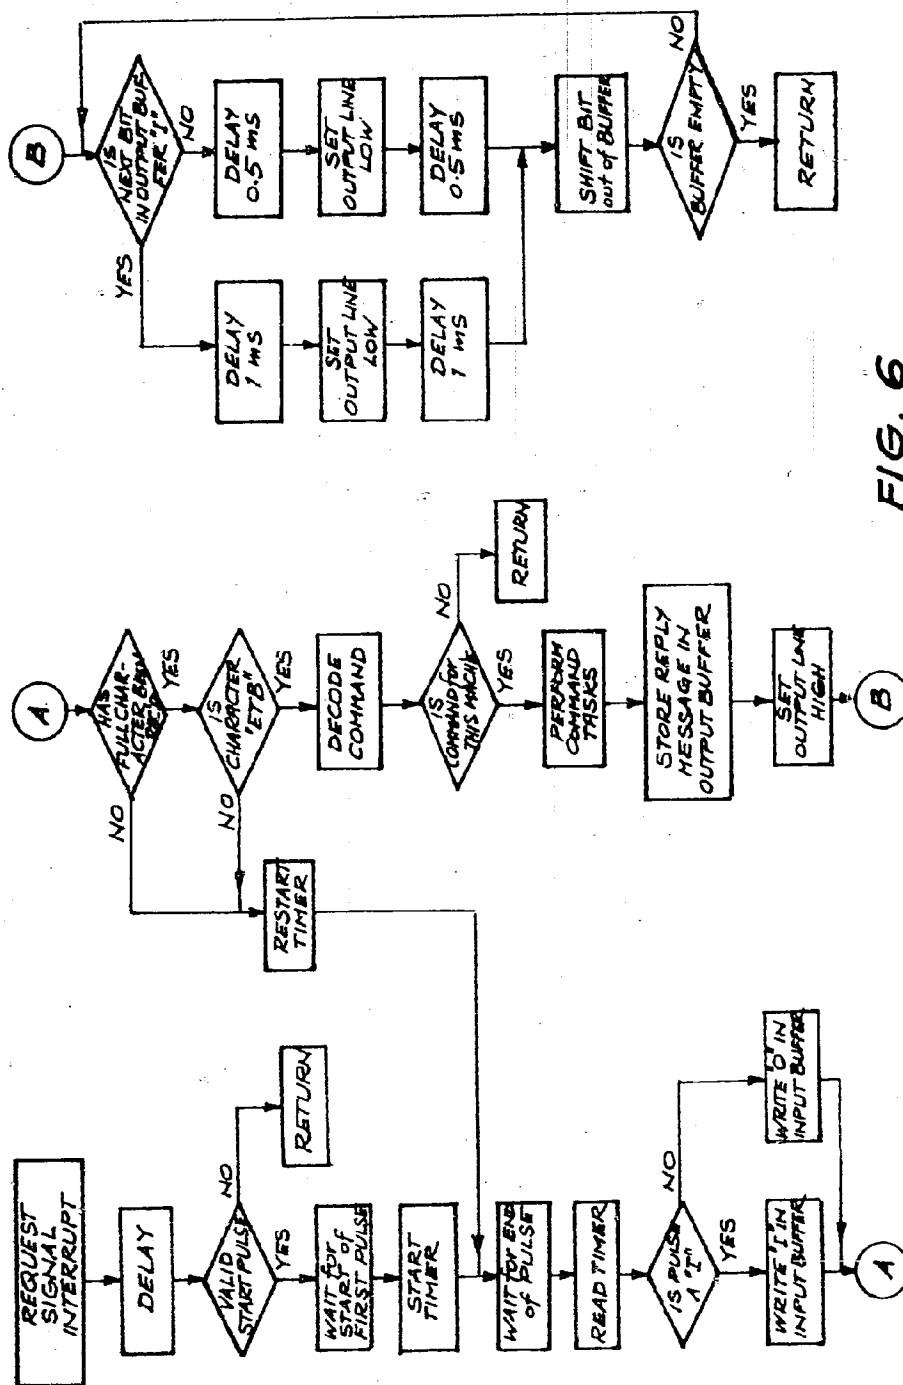 REQUEST
SIGNAL
INTERRUPT
DELAY
VALID
START PULSE
NO
RETURN
YES
WAIT for
START of
FIRST PULSE
START
TIMER
WAIT for END
of PULSE
READ TIMER
IS PULSE
A "1"
NO
YES
WRITE "1" IN
INPUT BUFFER
WRITE "0" IN
INPUT BUFFER
A
A
HAS
FULL CHAR-
ACTER BEEN
NO
YES
IS
CHARACTER
"ETB"
NO
YES
RESTART
TIMER
DECODE
COMMAND
IS
COMMAND for
THIS MACH.
NO
RETURN
YES
PERFORM
COMMAND
TASKS
STORE REPLY
MESSAGE IN
OUTPUT BUFFER
SET
OUTPUT LINE
HIGH
B
B
IS
NEXT BIT
IN OUTPUT BUF-
FER "1"
YES
NO
DELAY
1 mS
SET
OUTPUT LINE
LOW
DELAY
1 mS
DELAY
0.5 mS
SET
OUTPUT LINE
LOW
DELAY
0.5 mS
SHIFT BIT
out of BUFFER
IS
BUFFER EMPTY
NO
YES
RETURN
FIG. 6